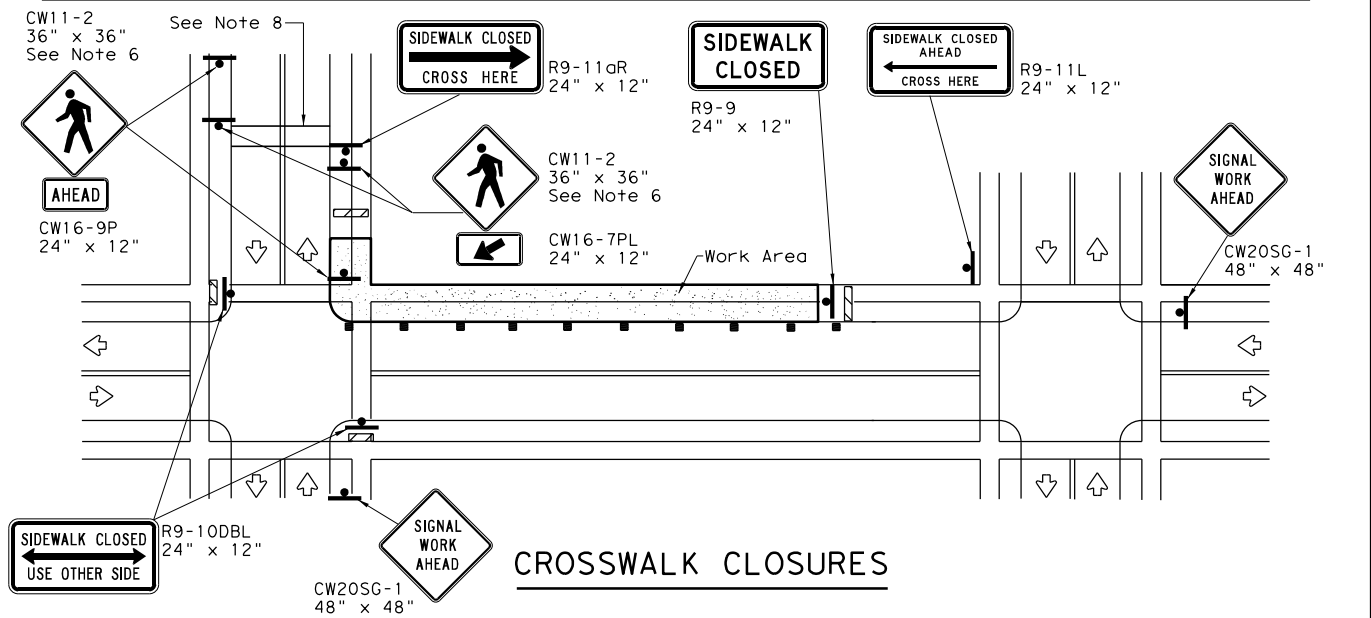 CW11-2
36" x 36"
See Note 6
See Note 8
AHEAD
CW16-9P
24" x 12"
SIDEWALK CLOSED
CROSS HERE
R9-11aR
24" x 12"
CW11-2
36" x 36"
See Note 6
CW16-7PL
24" x 12"
SIDEWALK
CLOSED
R9-9
24" x 12"
SIDEWALK CLOSED
AHEAD
CROSS HERE
R9-11L
24" x 12"
SIGNAL
WORK
AHEAD
CW20SG-1
48" x 48"
Work Area
SIDEWALK CLOSED
USE OTHER SIDE
R9-10DBL
24" x 12"
SIGNAL
WORK
AHEAD
CW20SG-1
48" x 48"
CROSSWALK CLOSURES